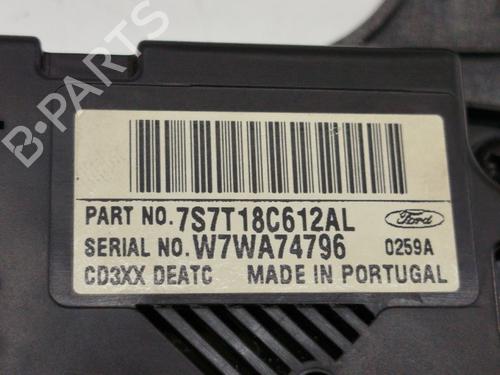 B-PARTS
PART NO. 7S7T18C612AL
Ford
SERIAL NO. W7WA74796 0259A
CD3XX DEATC MADE IN PORTUGAL